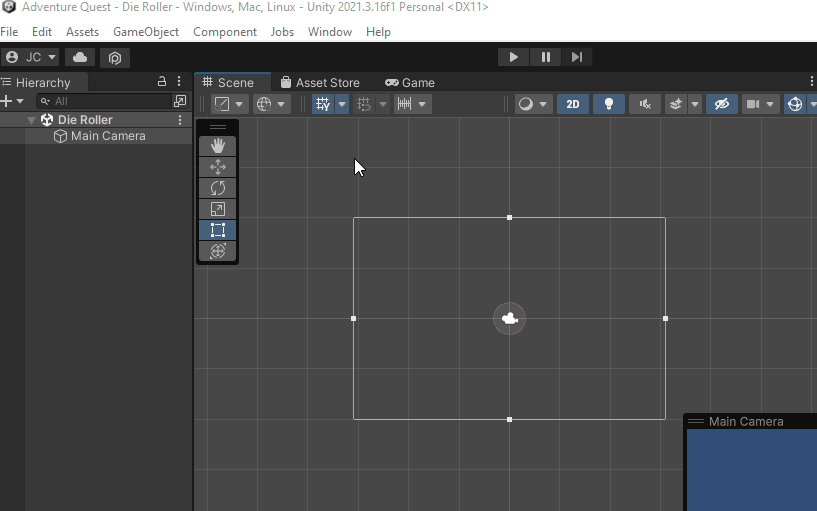 Adventure Quest - Die Roller - Windows, Mac, Linux - Unity 2021.3.16f1 Personal <DX11>
File Edit Assets GameObject Component Jobs Window Help
JC
Hierarchy
Scene Asset Store Game
All
2D
Die Roller
Main Camera
Main Camera